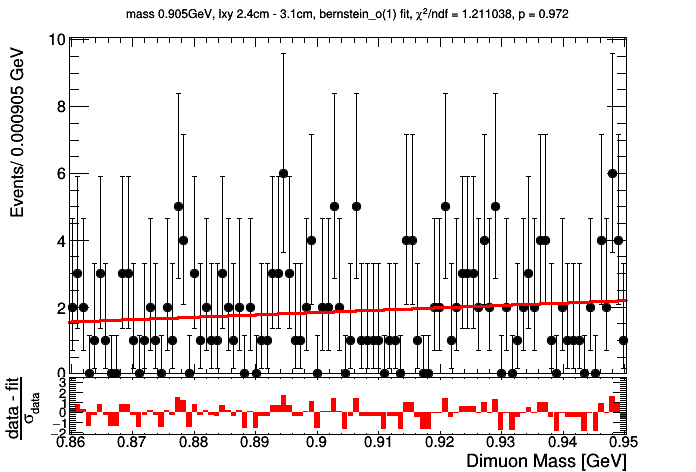 mass 0.905GeV, lxy 2.4cm - 3.1cm, bernstein_o(1) fit, χ²/ndf = 1.211038, p = 0.972
Events/ 0.000905 GeV
10
8
6
4
2
0
data - fit
σdata
3
2
1
0
−1
−2
0.86 0.87 0.88 0.89 0.9 0.91 0.92 0.93 0.94 0.95
Dimuon Mass [GeV]